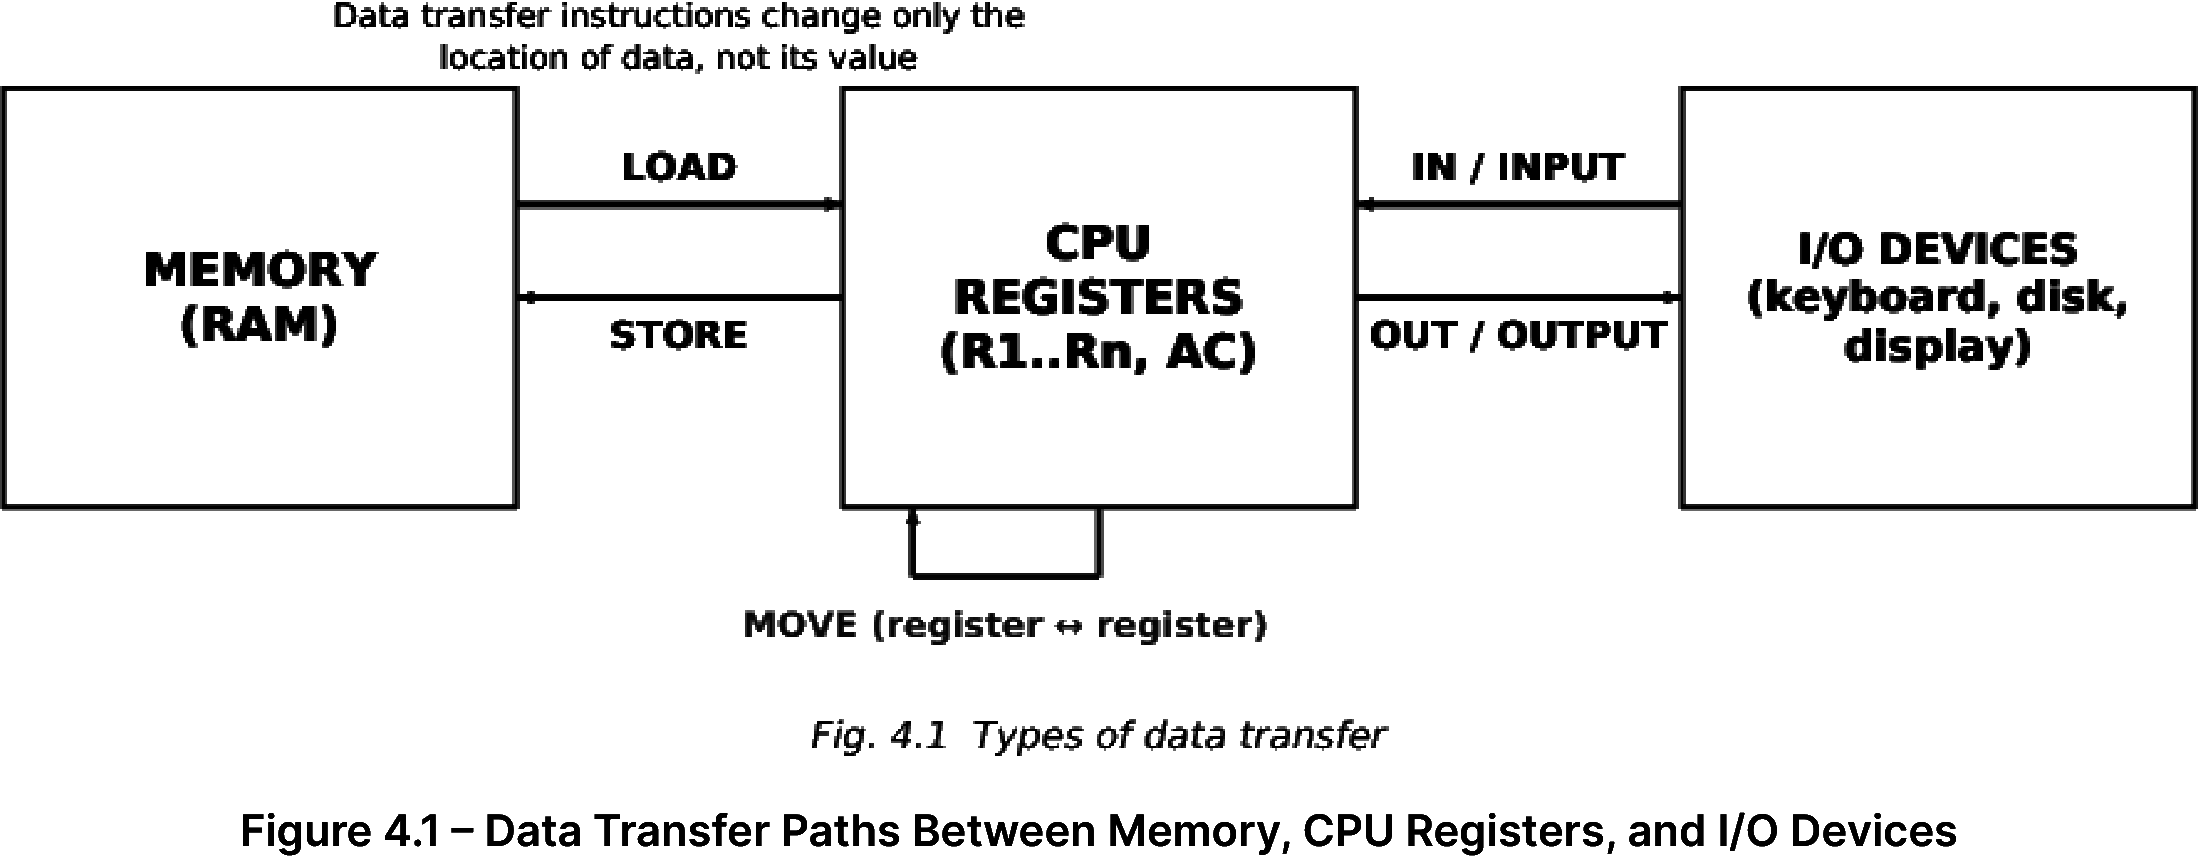 Data transfer instructions change only the
location of data, not its value
LOAD
IN / INPUT
MEMORY
(RAM)
CPU
REGISTERS
(R1..Rn, AC)
I/O DEVICES
(keyboard, disk,
display)
STORE
OUT / OUTPUT
MOVE (register ↔ register)
Fig. 4.1 Types of data transfer
Figure 4.1 – Data Transfer Paths Between Memory, CPU Registers, and I/O Devices